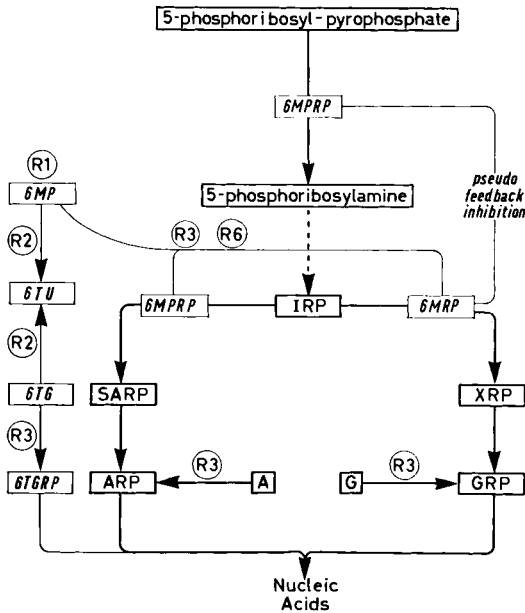 5-phosphoribosyl-pyrophosphate
6MPRP
R1
6MP
pseudo
feedback
inhibition
5-phosphoribosylamine
R2
R3
R6
6TU
6MPRP
IRP
6MRP
R2
6TG
SARP
XRP
R3
R3
R3
6TGRP
ARP
A
G
GRP
Nucleic
Acids